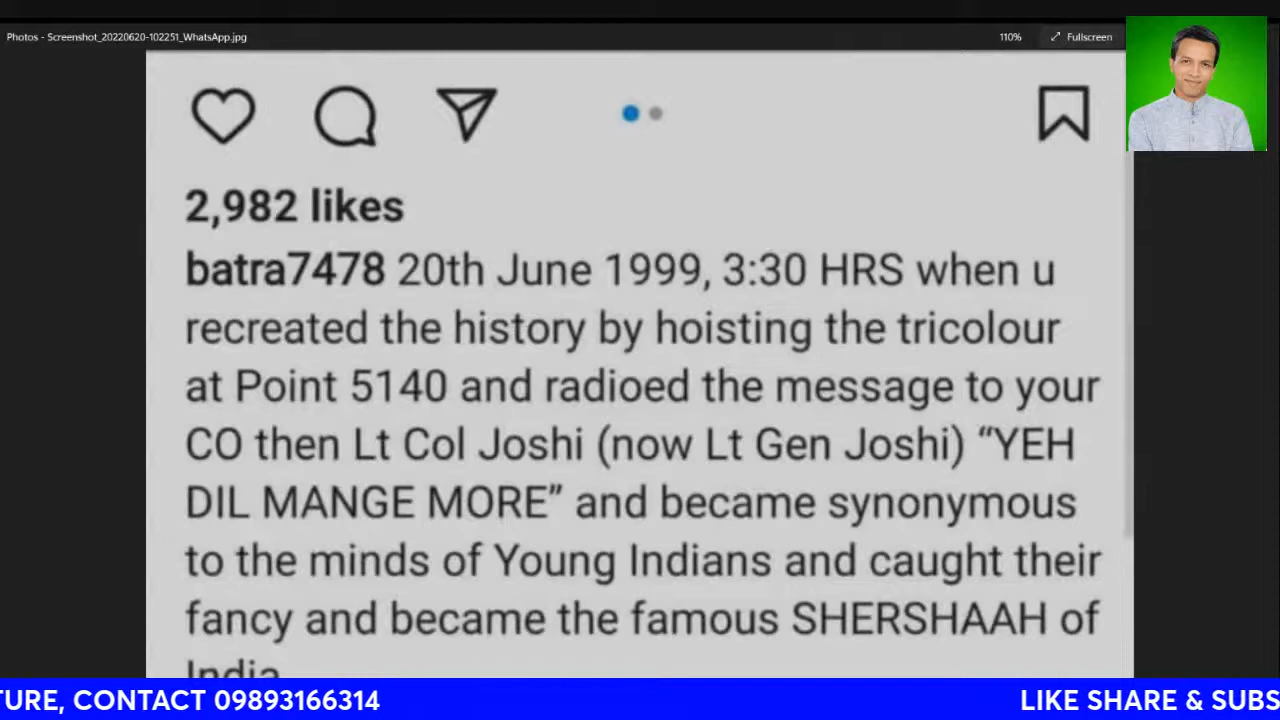 Photos - Screenshot_20220620-102251_WhatsApp.jpg
110%
Fullscreen
2,982 likes
batra7478 20th June 1999, 3:30 HRS when u
recreated the history by hoisting the tricolour
at Point 5140 and radioed the message to your
CO then Lt Col Joshi (now Lt Gen Joshi) “YEH
DIL MANGE MORE” and became synonymous
to the minds of Young Indians and caught their
fancy and became the famous SHERSHAAH of
India
TURE, CONTACT 09893166314
LIKE SHARE & SUBS